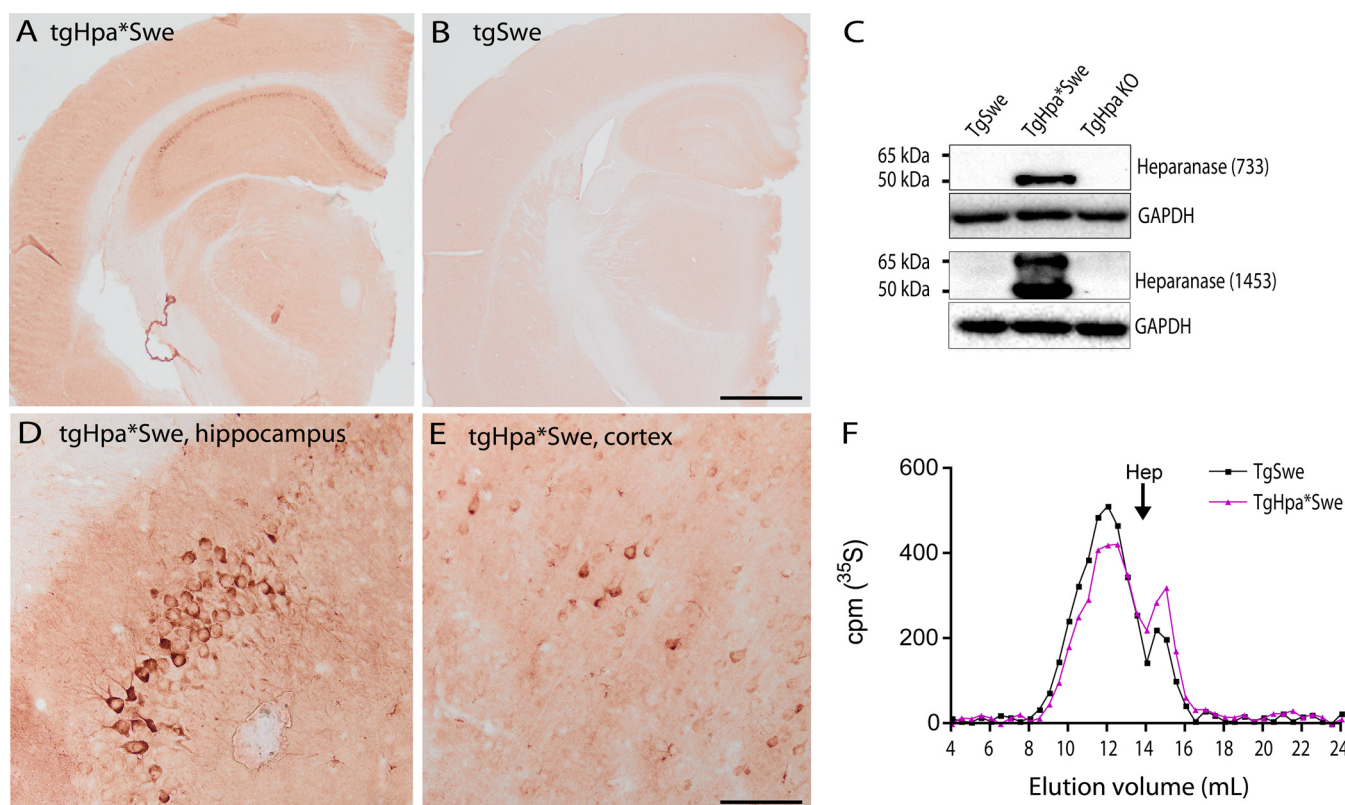 A tgHpa*Swe
B tgSwe
C
TgSwe
TgHpa*Swe
TgHpa KO
65 kDa
50 kDa
Heparanase (733)
GAPDH
65 kDa
50 kDa
Heparanase (1453)
GAPDH
D tgHpa*Swe, hippocampus
E tgHpa*Swe, cortex
F
600
400
200
0
cpm (³⁵S)
Hep
TgSwe
TgHpa*Swe
4 6 8 10 12 14 16 18 20 22 24
Elution volume (mL)